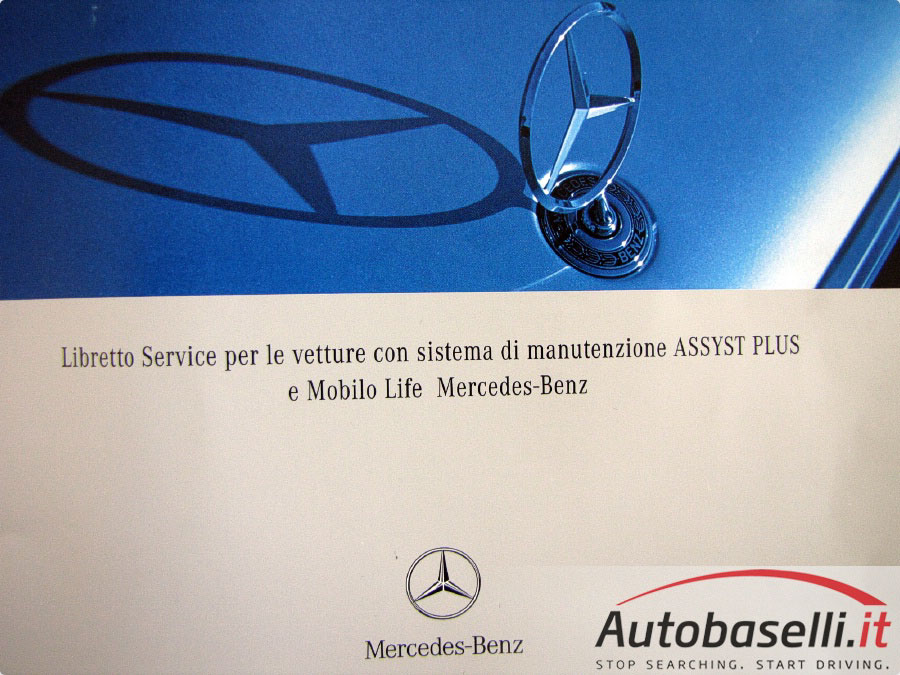 BENZ
Libretto Service per le vetture con sistema di manutenzione ASSYST PLUS
e Mobilo Life Mercedes-Benz
Mercedes-Benz
Autobaselli.it
STOP SEARCHING. START DRIVING.